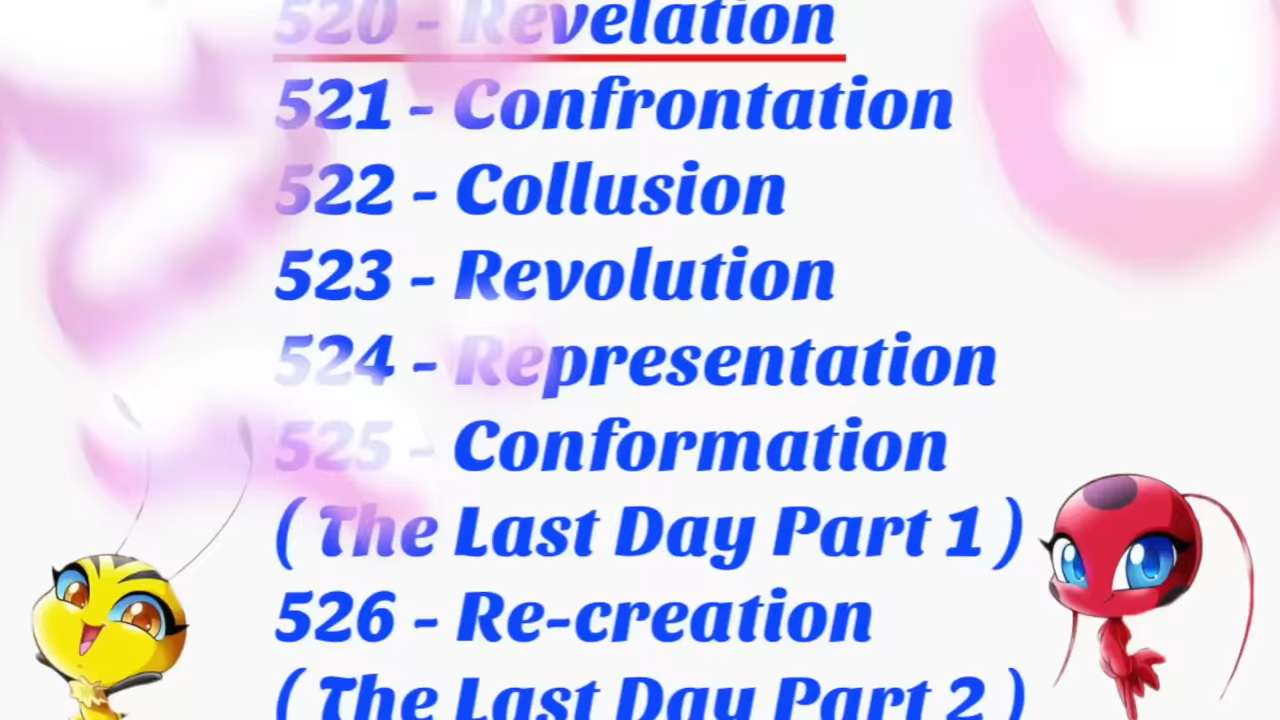 520 - Revelation
521 - Confrontation
522 - Collusion
523 - Revolution
524 - Representation
525 - Conformation
( The Last Day Part 1 )
526 - Re-creation
( The Last Day Part 2 )